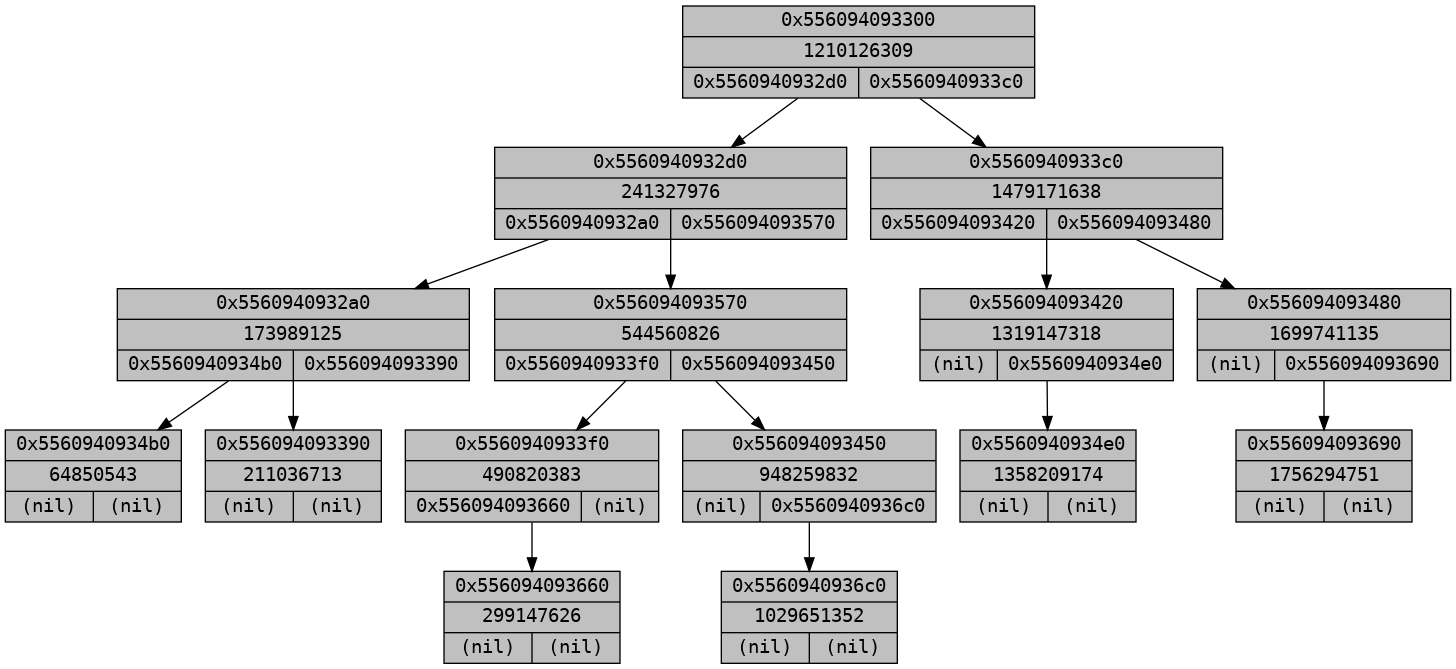 0x556094093300
1210126309
0x5560940932d0 0x5560940933c0
0x5560940932d0
241327976
0x5560940932a0 0x556094093570
0x5560940933c0
1479171638
0x556094093420 0x556094093480
0x5560940932a0
173989125
0x5560940934b0 0x556094093390
0x556094093570
544560826
0x5560940933f0 0x556094093450
0x556094093420
1319147318
(nil) 0x5560940934e0
0x556094093480
1699741135
(nil) 0x556094093690
0x5560940934b0
64850543
(nil) (nil)
0x556094093390
211036713
(nil) (nil)
0x5560940933f0
490820383
0x556094093660 (nil)
0x556094093450
948259832
(nil) 0x5560940936c0
0x5560940934e0
1358209174
(nil) (nil)
0x556094093690
1756294751
(nil) (nil)
0x556094093660
299147626
(nil) (nil)
0x5560940936c0
1029651352
(nil) (nil)